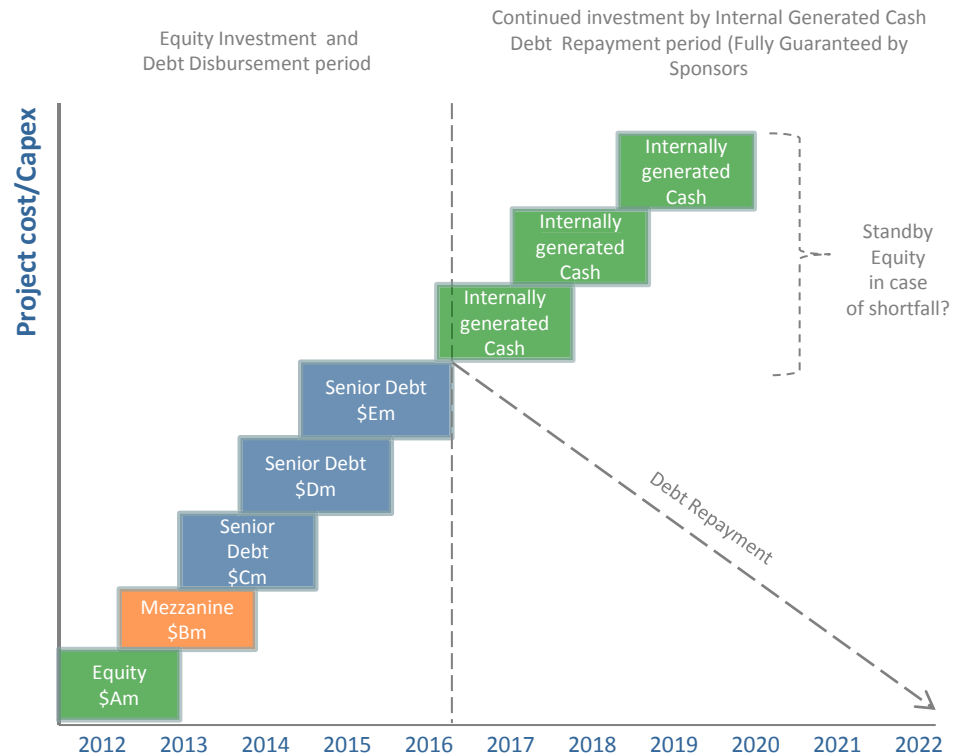 Equity Investment and
Debt Disbursement period
Continued investment by Internal Generated Cash
Debt Repayment period (Fully Guaranteed by
Sponsors
Project cost/Capex
Internally
generated
Cash
Internally
generated
Cash
Internally
generated
Cash
Standby
Equity
in case
of shortfall?
Senior Debt
$Em
Senior Debt
$Dm
Senior
Debt
$Cm
Mezzanine
$Bm
Equity
$Am
Debt Repayment
2012 2013 2014 2015 2016 2017 2018 2019 2020 2021 2022